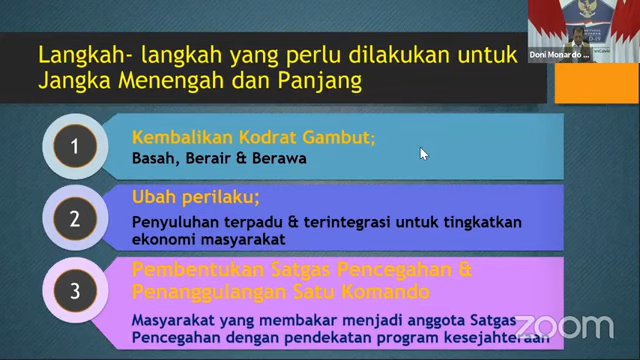 Langkah- langkah yang perlu dilakukan untuk
Jangka Menengah dan Panjang
Doni Monardo ...
1
Kembalikan Kodrat Gambut;
Basah, Berair & Berawa
2
Ubah perilaku;
Penyuluhan terpadu & terintegrasi untuk tingkatkan
ekonomi masyarakat
3
Pembentukan Satgas Pencegahan &
Penanggulangan Satu Komando
Masyarakat yang membakar menjadi anggota Satgas
Pencegahan dengan pendekatan program kesejahteraan
zoom